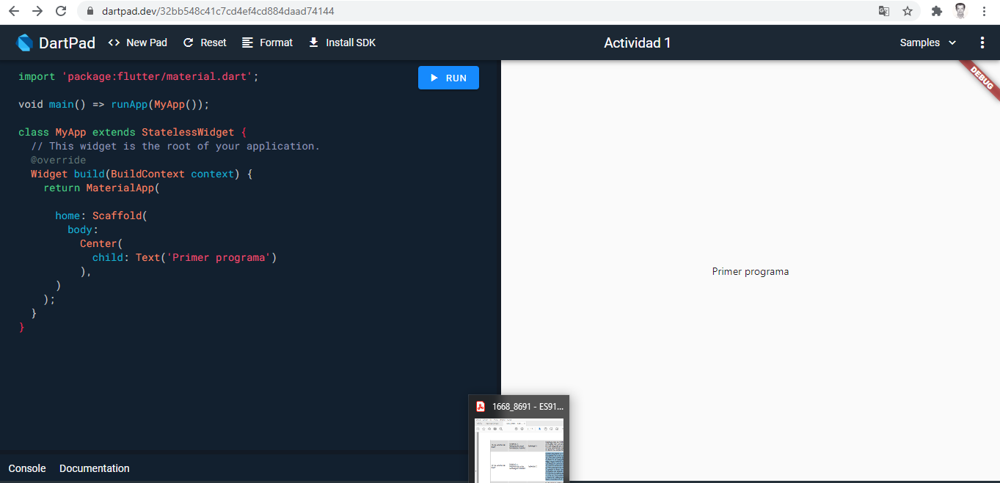 dartpad.dev/32bb548c41c7cd4ef4cd884daad74144
DartPad <> New Pad Reset Format Install SDK Actividad 1 Samples
import 'package:flutter/material.dart';
RUN
void main() => runApp(MyApp());
class MyApp extends StatelessWidget {
// This widget is the root of your application.
@override
Widget build(BuildContext context) {
return MaterialApp(
home: Scaffold(
body:
Center(
child: Text('Primer programa')
),
)
);
}
}
DEBUG
Primer programa
1668_8691 - ES91...
Console Documentation